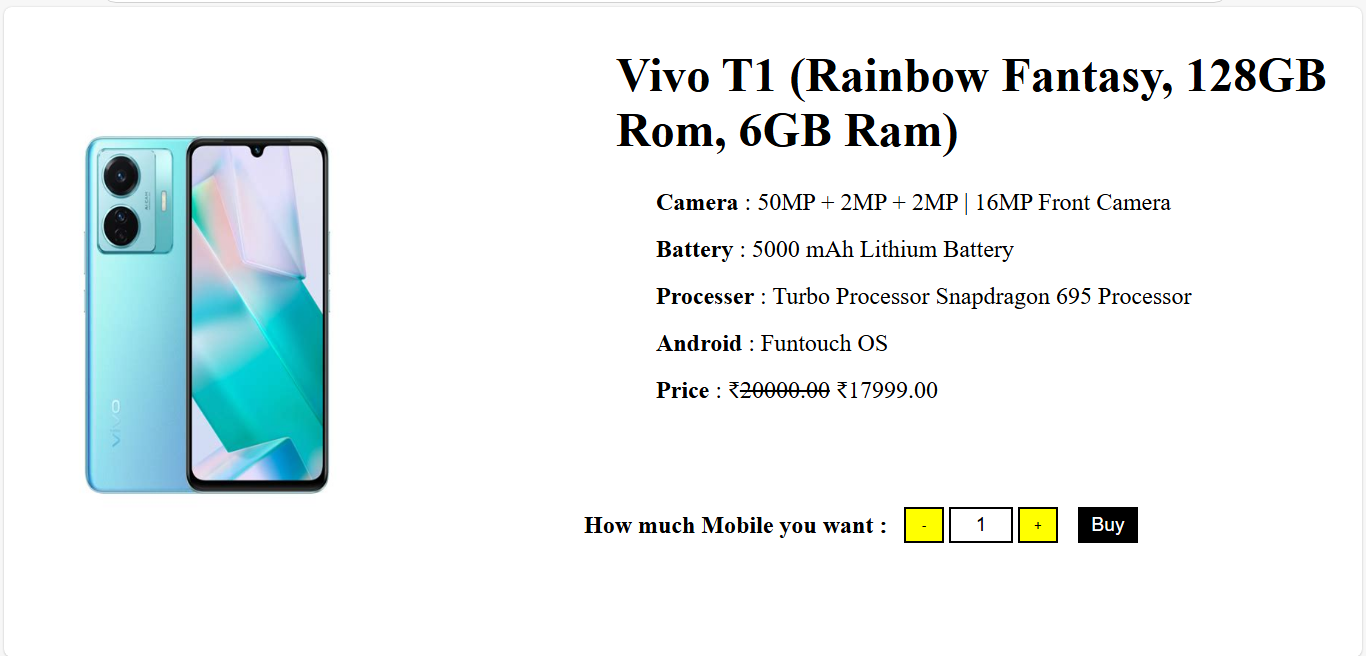 Vivo T1 (Rainbow Fantasy, 128GB
Rom, 6GB Ram)
Camera : 50MP + 2MP + 2MP | 16MP Front Camera
Battery : 5000 mAh Lithium Battery
Processer : Turbo Processor Snapdragon 695 Processor
Android : Funtouch OS
Price : ₹20000.00 ₹17999.00
vivo
How much Mobile you want : - 1 + Buy